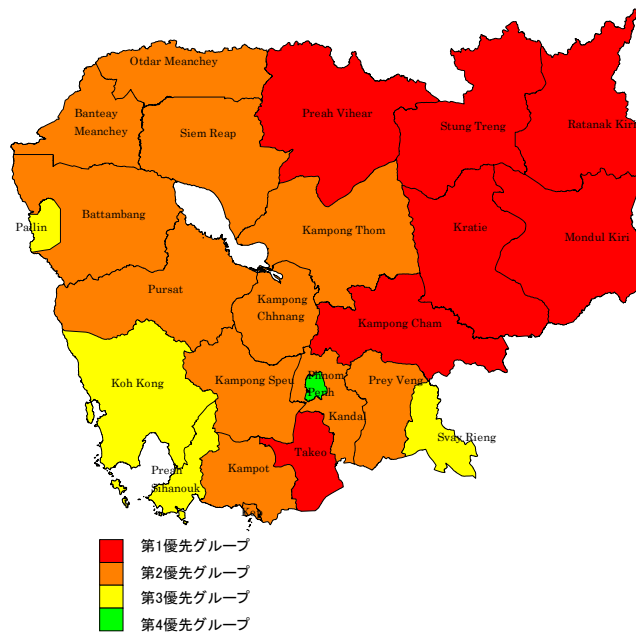 Otdar Meanchey
Banteay
Meanchey
Siem Reap
Preah Vihear
Stung Treng
Ratanak Kiri
Pailin
Battambang
Kampong Thom
Kratie
Mondul Kiri
Pursat
Kampong
Chhnang
Kampong Cham
Koh Kong
Kampong Speu
Phnom
Penh
Prey Veng
Kandal
Svay Rieng
Takeo
Preah
Sihanouk
Kampot
Kep
第1優先グループ
第2優先グループ
第3優先グループ
第4優先グループ